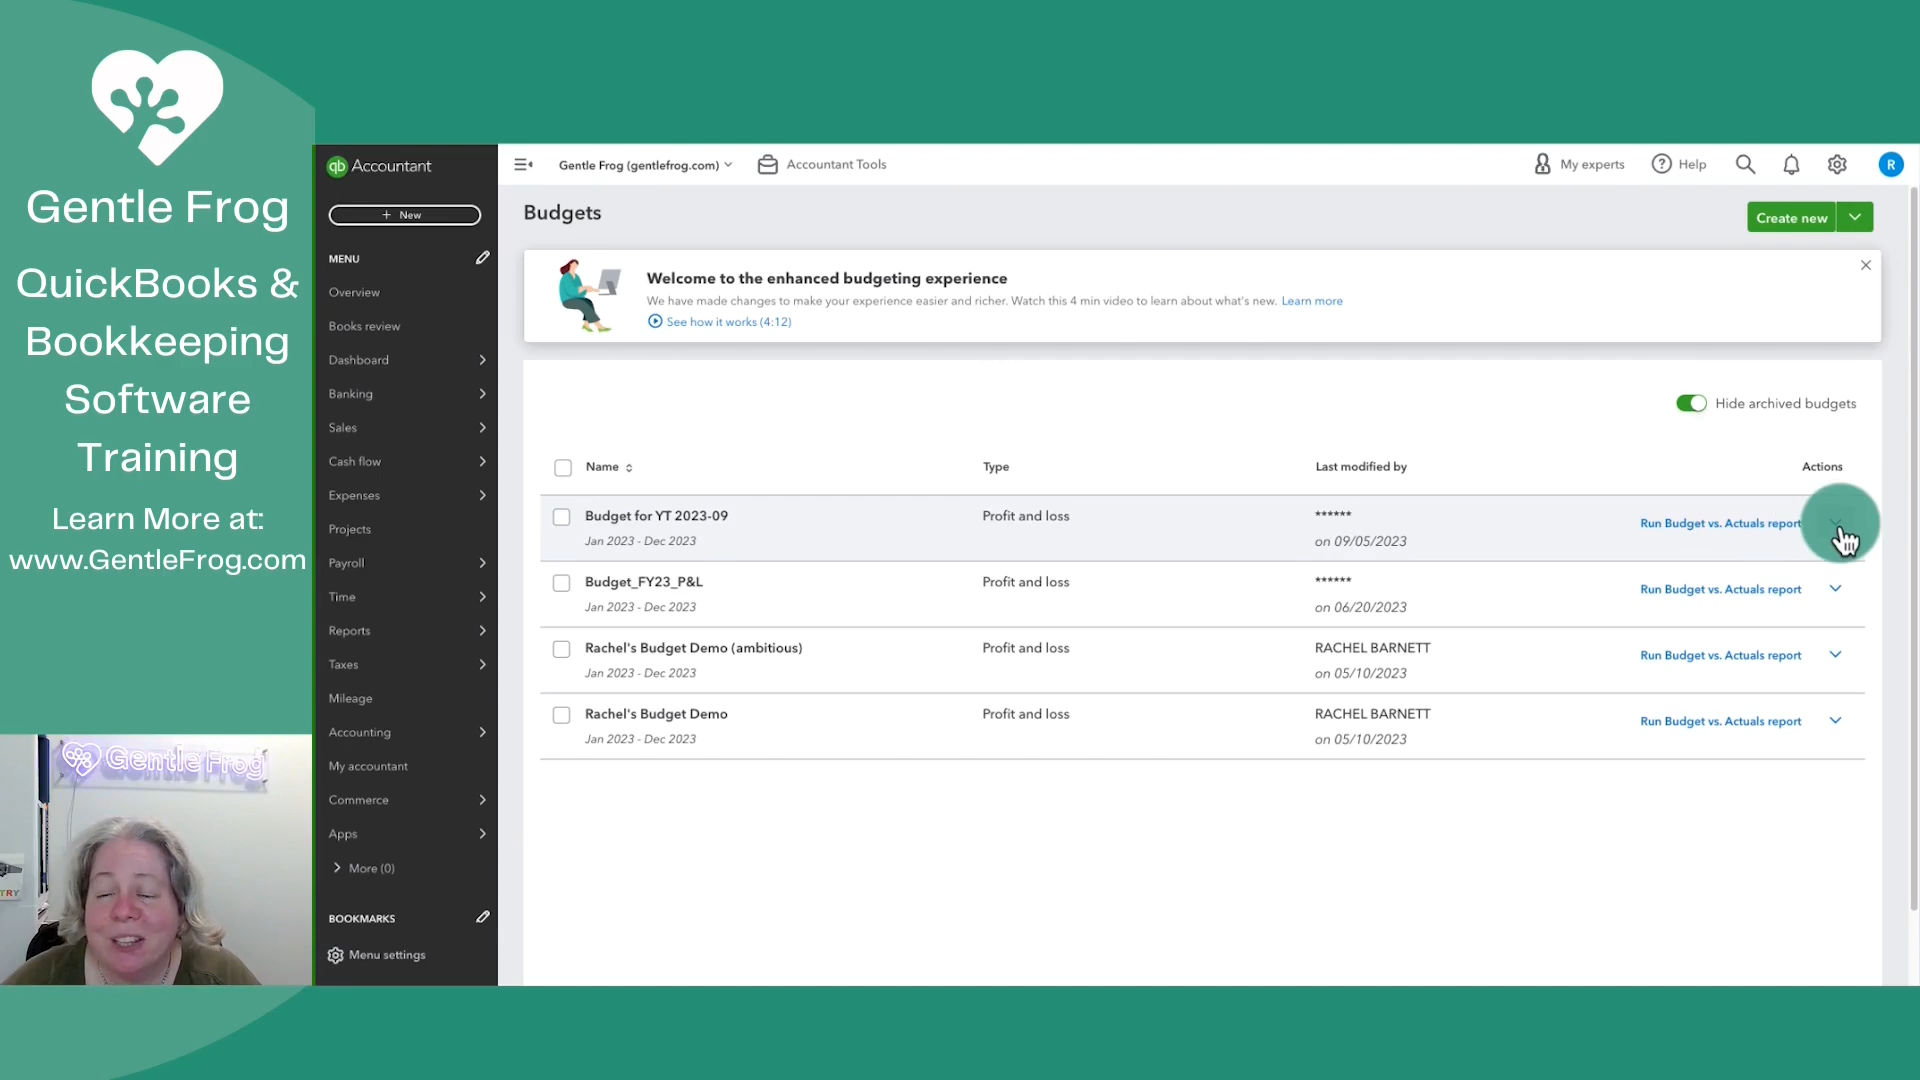 Gentle Frog
QuickBooks &
Bookkeeping
Software
Training
Learn More at:
www.GentleFrog.com
Gentle Frog
TRY
qb Accountant
+ New
MENU
Overview
Books review
Dashboard
Banking
Sales
Cash flow
Expenses
Projects
Payroll
Time
Reports
Taxes
Mileage
Accounting
My accountant
Commerce
Apps
More (0)
BOOKMARKS
Menu settings
Gentle Frog (gentlefrog.com)
Accountant Tools
My experts
Help
R
Budgets
Create new
Welcome to the enhanced budgeting experience
We have made changes to make your experience easier and richer. Watch this 4 min video to learn about what's new. Learn more
See how it works (4:12)
Hide archived budgets
Name Type Last modified by Actions
Budget for YT 2023-09 Profit and loss ****** Run Budget vs. Actuals report
Jan 2023 - Dec 2023 on 09/05/2023
Budget_FY23_P&L Profit and loss ****** Run Budget vs. Actuals report
Jan 2023 - Dec 2023 on 06/20/2023
Rachel's Budget Demo (ambitious) Profit and loss RACHEL BARNETT Run Budget vs. Actuals report
Jan 2023 - Dec 2023 on 05/10/2023
Rachel's Budget Demo Profit and loss RACHEL BARNETT Run Budget vs. Actuals report
Jan 2023 - Dec 2023 on 05/10/2023